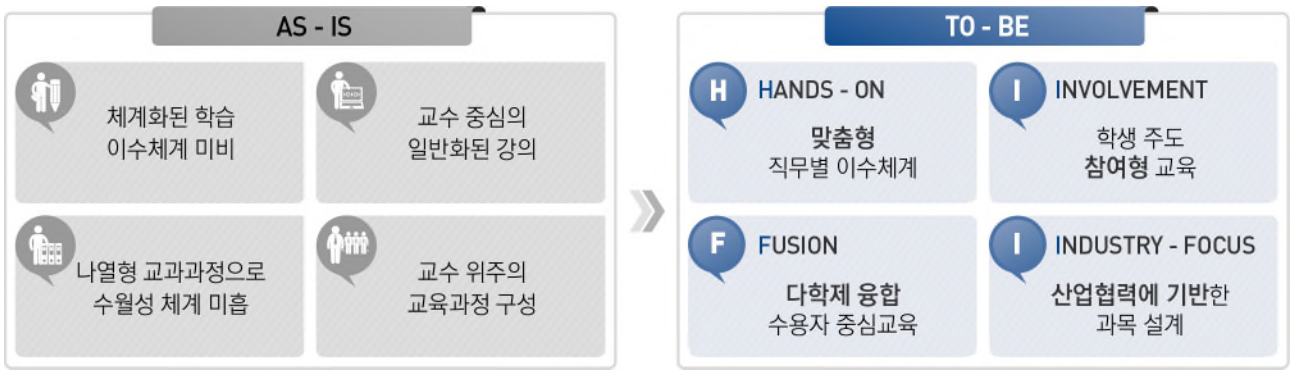 AS - IS
체계화된 학습
이수체계 미비
교수 중심의
일반화된 강의
나열형 교과과정으로
수월성 체계 미흡
교수 위주의
교육과정 구성
TO - BE
H
HANDS - ON
맞춤형
직무별 이수체계
I
INVOLVEMENT
학생 주도
참여형 교육
F
FUSION
다학제 융합
수용자 중심교육
I
INDUSTRY - FOCUS
산업협력에 기반한
과목 설계